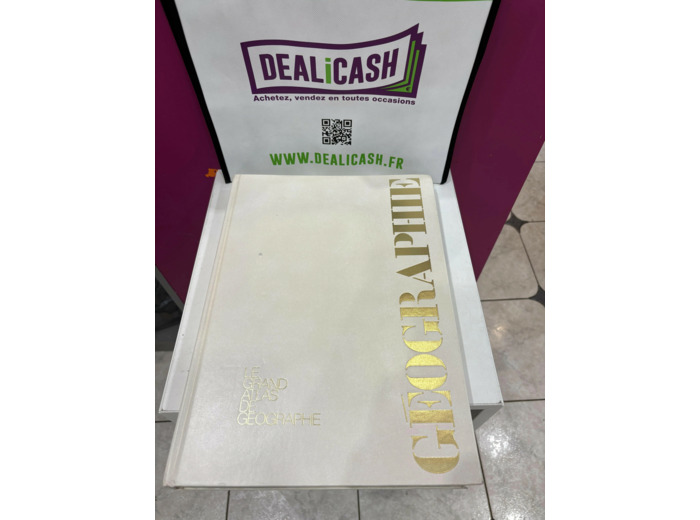 DEALiCASH
Achetez, vendez en toutes occasions
WWW.DEALICASH.FR
GÉOGRAPHIE
LE
GRAND
ATLAS
DE
GÉOGRAPHIE